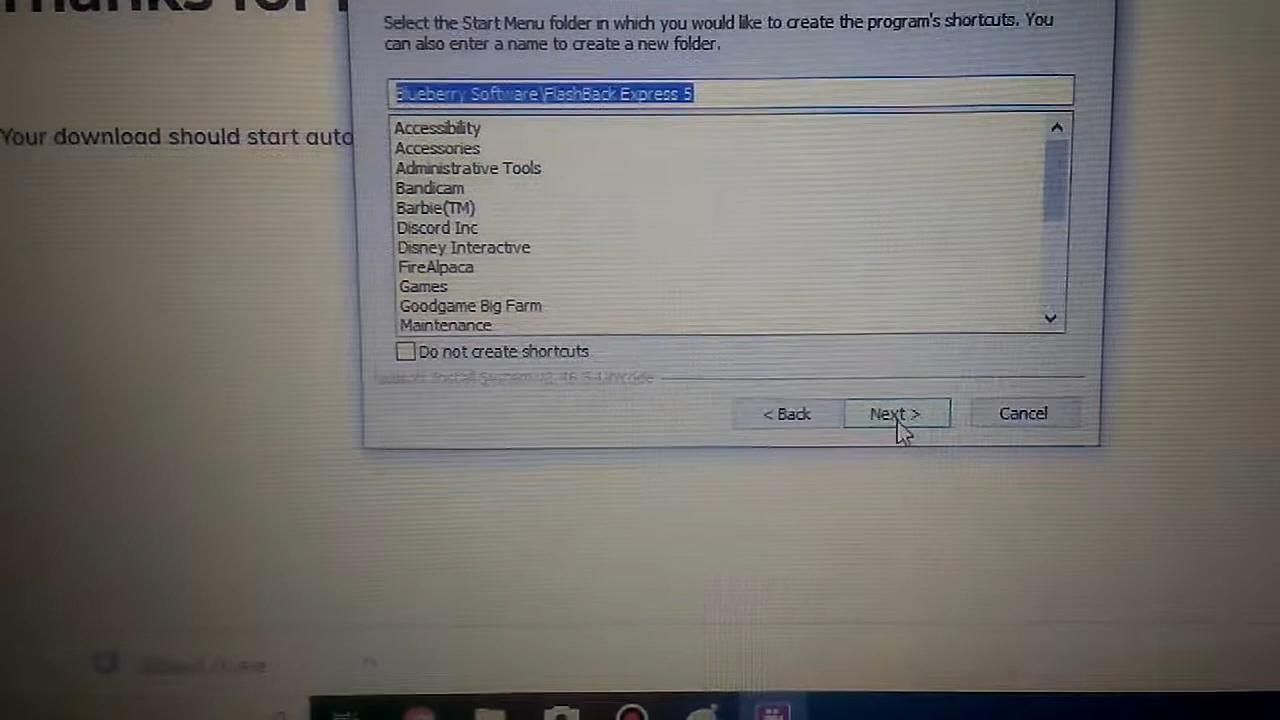 Thanks for
Select the Start Menu folder in which you would like to create the program's shortcuts. You
can also enter a name to create a new folder.
Blueberry Software\FlashBack Express 5
Your download should start auto
Accessibility
Accessories
Administrative Tools
Bandicam
Barbie(TM)
Discord Inc
Disney Interactive
FireAlpaca
Games
Goodgame Big Farm
Maintenance
Do not create shortcuts
Install System
< Back
Next >
Cancel